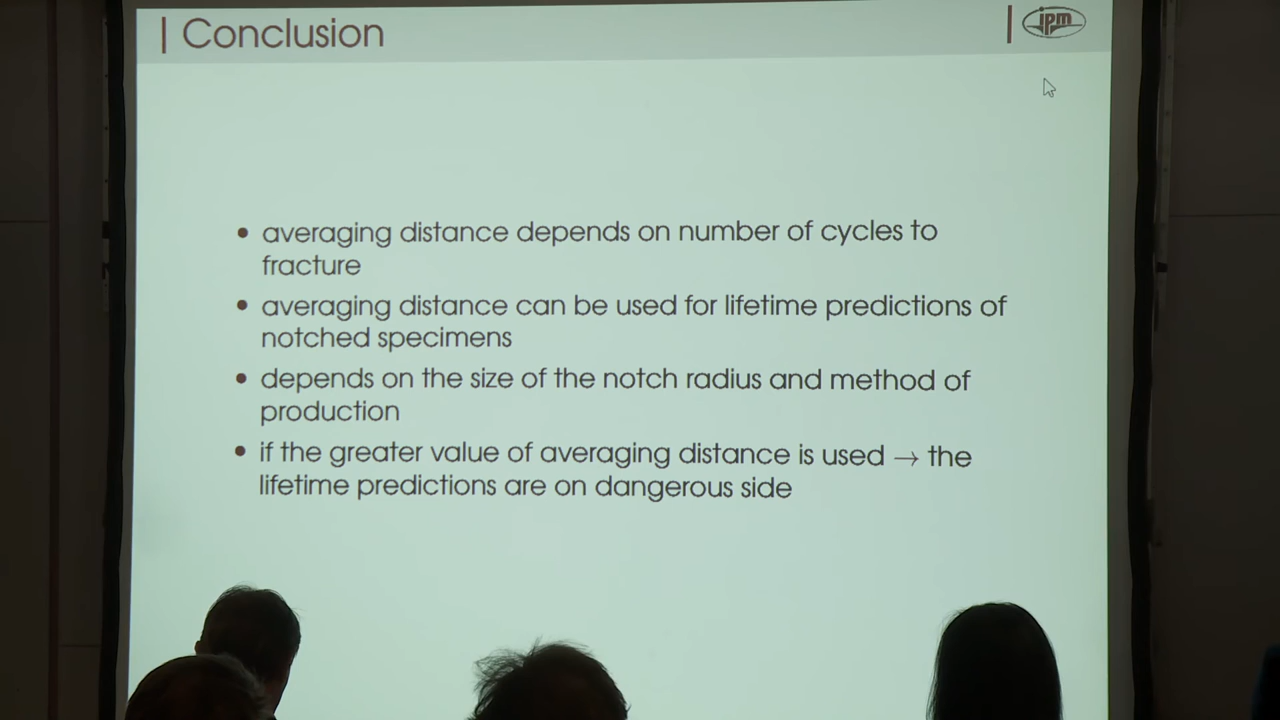 | Conclusion
ipm
• averaging distance depends on number of cycles to
fracture
• averaging distance can be used for lifetime predictions of
notched specimens
• depends on the size of the notch radius and method of
production
• if the greater value of averaging distance is used → the
lifetime predictions are on dangerous side